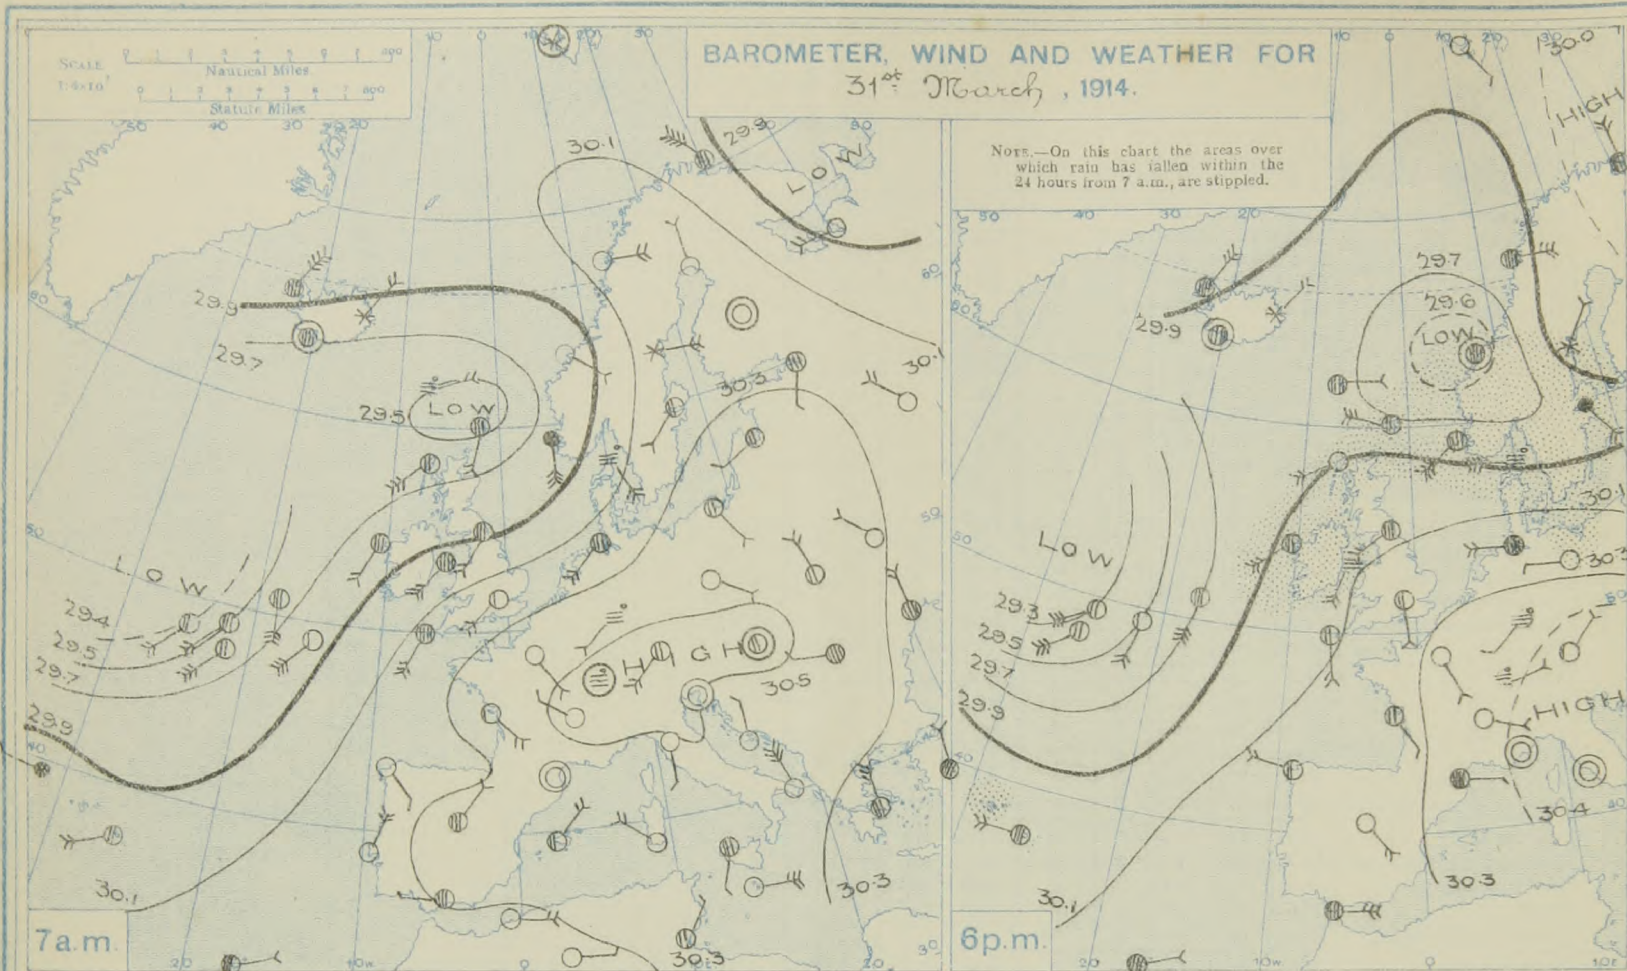 BAROMETER, WIND AND WEATHER FOR
31st March, 1914.
SCALE
Nautical Miles
Statute Miles
NOTE.—On this chart the areas over
which rain has fallen within the
24 hours from 7 a.m., are stippled.
30.1
29.9
LOW
29.9
29.7
29.5
LOW
30.3
30.1
LOW
29.4
29.5
29.7
29.9
HIGH
30.5
30.1
30.3
30.3
7a.m.
30.0
HIGH
29.7
29.6
LOW
29.9
30.1
LOW
30.3
29.3
29.5
29.7
29.9
HIGH
30.4
30.3
30.1
6p.m.